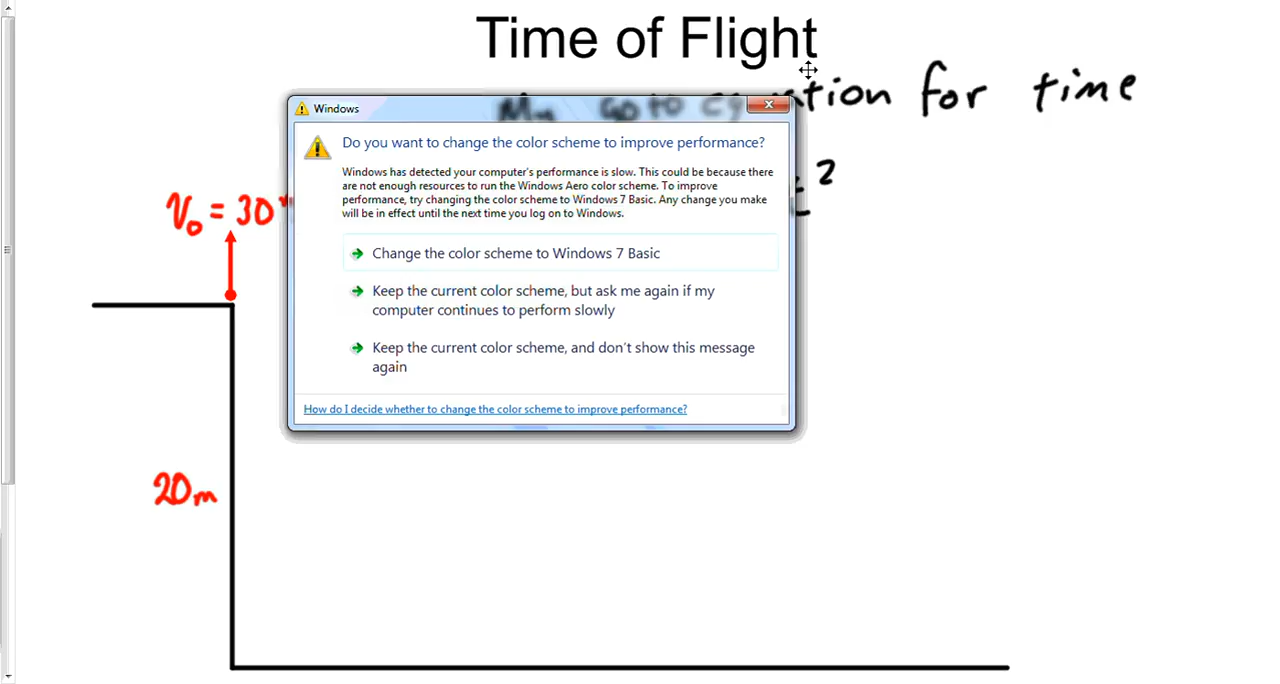 Time of Flight
My Go to equation for time
2
V₀ = 30
20m
Windows
Do you want to change the color scheme to improve performance?
Windows has detected your computer's performance is slow. This could be because there
are not enough resources to run the Windows Aero color scheme. To improve
performance, try changing the color scheme to Windows 7 Basic. Any change you make
will be in effect until the next time you log on to Windows.
Change the color scheme to Windows 7 Basic
Keep the current color scheme, but ask me again if my
computer continues to perform slowly
Keep the current color scheme, and don't show this message
again
How do I decide whether to change the color scheme to improve performance?